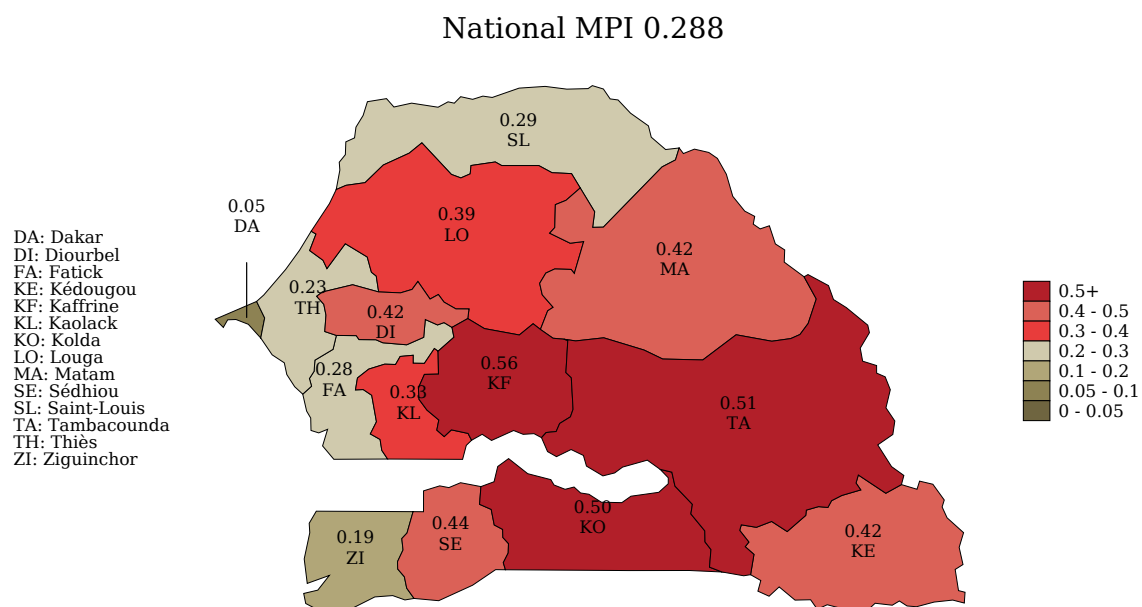 National MPI 0.288
0.29
SL
0.05
DA
0.39
LO
0.42
MA
DA: Dakar
DI: Diourbel
FA: Fatick
KE: Kédougou
KF: Kaffrine
KL: Kaolack
KO: Kolda
LO: Louga
MA: Matam
SE: Sédhiou
SL: Saint-Louis
TA: Tambacounda
TH: Thiès
ZI: Ziguinchor
0.23
TH
0.42
DI
0.28
FA
0.33
KL
0.56
KF
0.51
TA
0.5+
0.4 - 0.5
0.3 - 0.4
0.2 - 0.3
0.1 - 0.2
0.05 - 0.1
0 - 0.05
0.19
ZI
0.44
SE
0.50
KO
0.42
KE